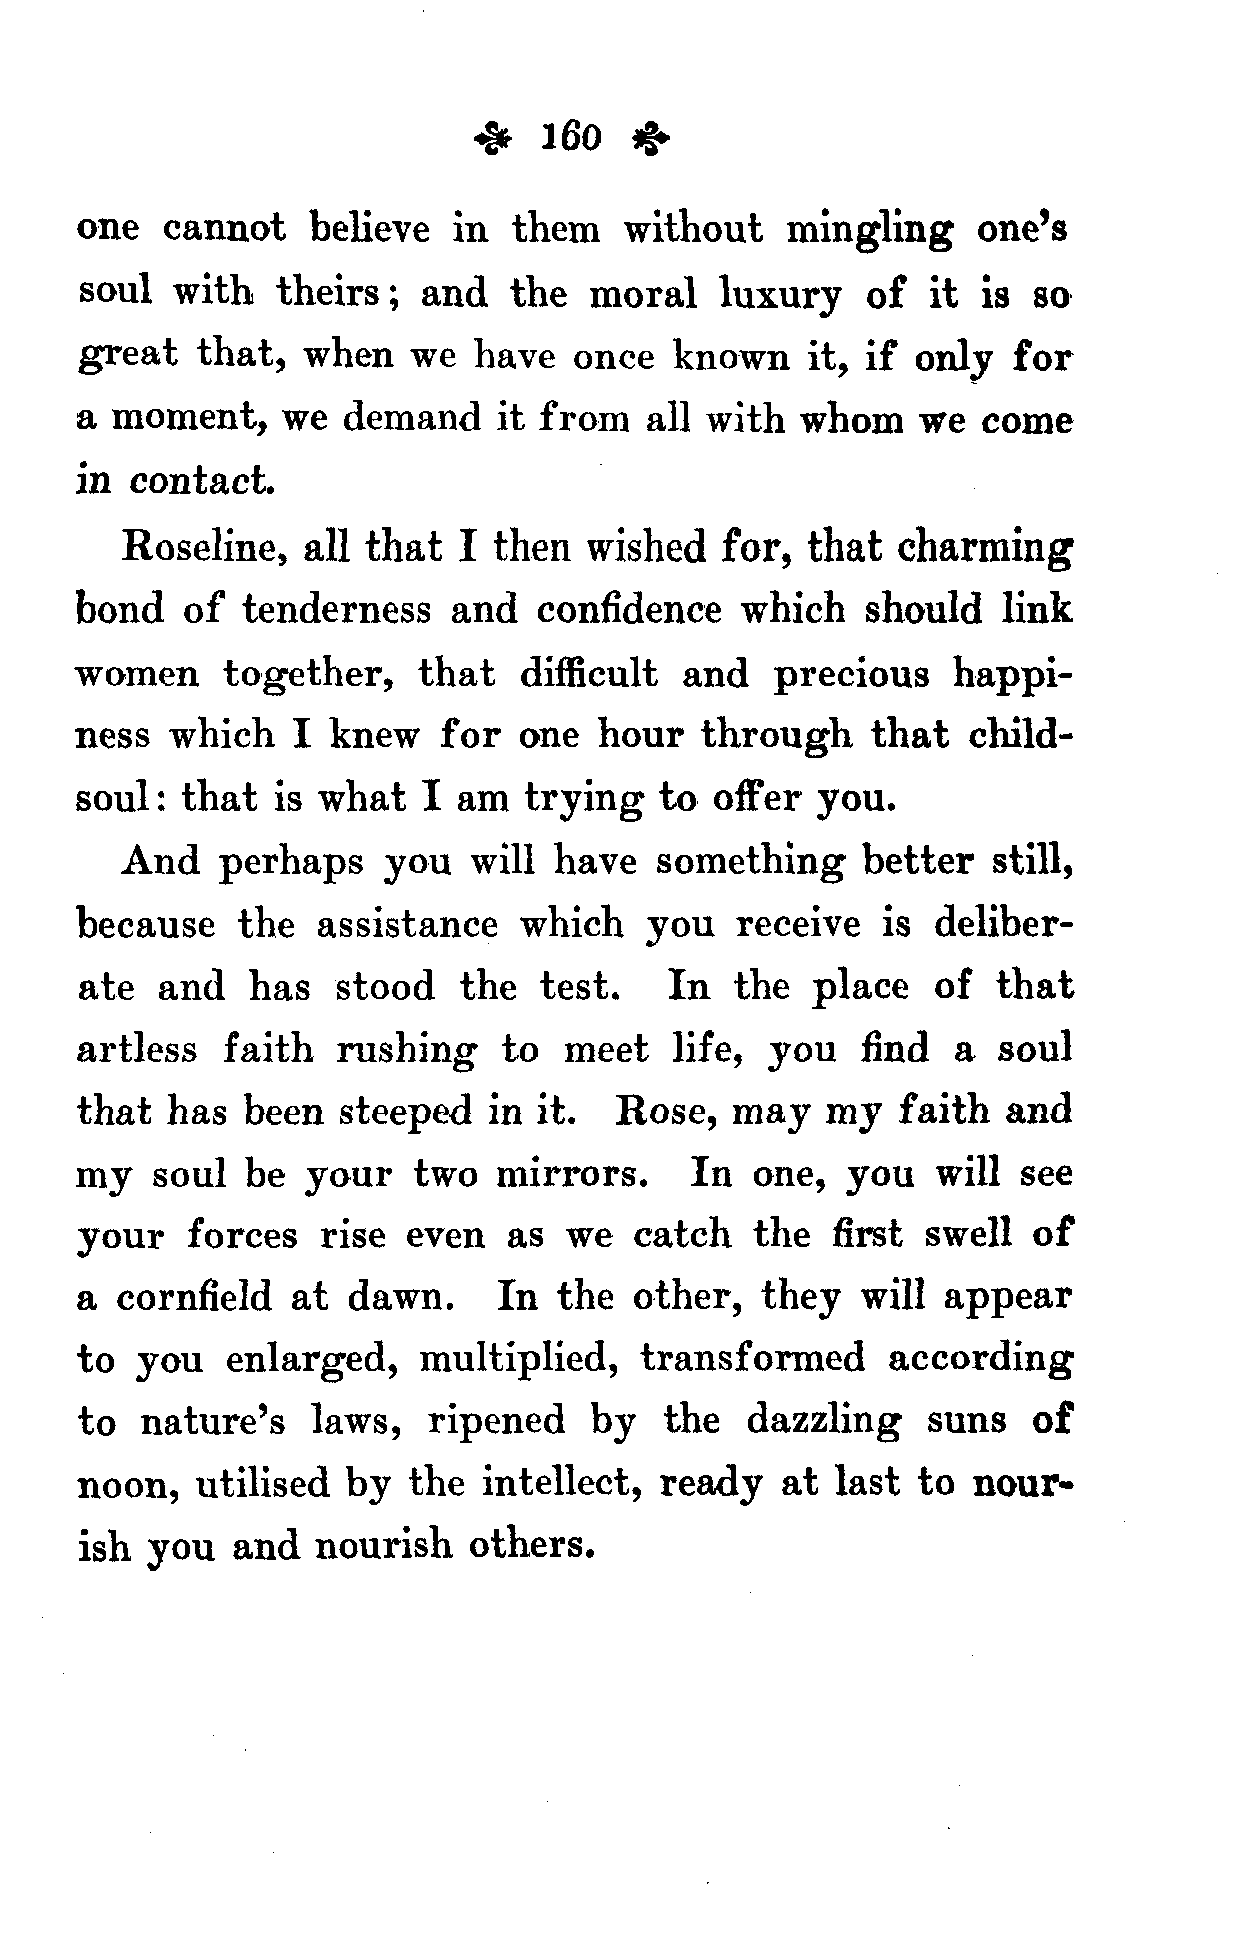 160
one cannot believe in them without mingling one's
soul with theirs; and the moral luxury of it is so
great that, when we have once known it, if only for
a moment, we demand it from all with whom we come
in contact.
Roseline, all that I then wished for, that charming
bond of tenderness and confidence which should link
women together, that difficult and precious happi-
ness which I knew for one hour through that child-
soul: that is what I am trying to offer you.
And perhaps you will have something better still,
because the assistance which you receive is deliber-
ate and has stood the test. In the place of that
artless faith rushing to meet life, you find a soul
that has been steeped in it. Rose, may my faith and
my soul be your two mirrors. In one, you will see
your forces rise even as we catch the first swell of
a cornfield at dawn. In the other, they will appear
to you enlarged, multiplied, transformed according
to nature's laws, ripened by the dazzling suns of
noon, utilised by the intellect, ready at last to nour-
ish you and nourish others.